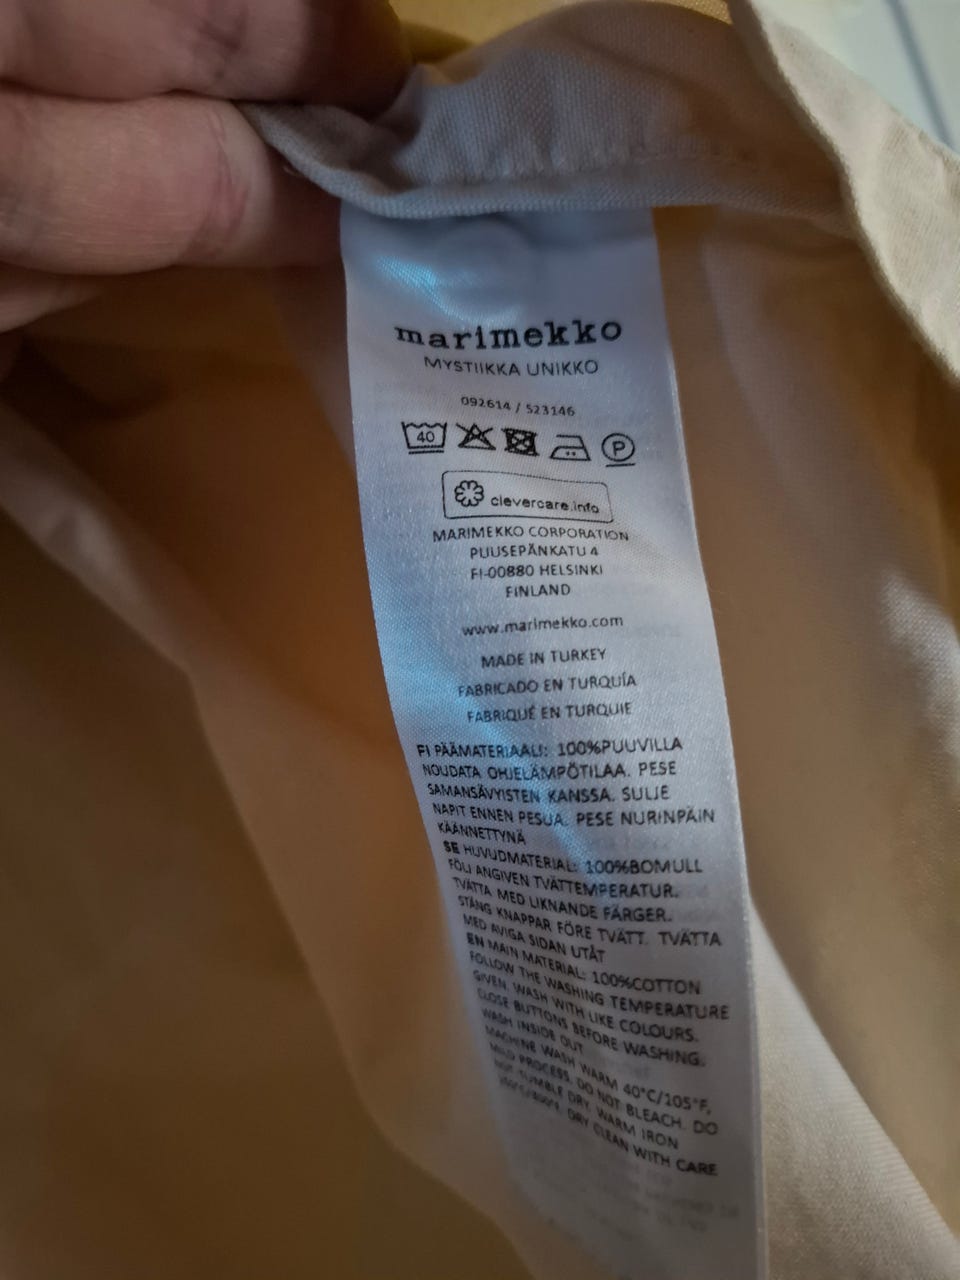 marimekko
MYSTIIKKA UNIKKO
092614 / 523146
40 P
clevercare.info
MARIMEKKO CORPORATION
PUUSEPÄNKATU 4
FI-00880 HELSINKI
FINLAND
www.marimekko.com
MADE IN TURKEY
FABRICADO EN TURQUÍA
FABRIQUÉ EN TURQUIE
FI PÄÄMATERIAALI: 100%PUUVILLA
NOUDATA OHJELÄMPÖTILAA. PESE
SAMANSÄVYISTEN KANSSA. SULJE
NAPIT ENNEN PESUA. PESE NURINPÄIN
KÄÄNNETTYNÄ
SE HUVUDMATERIAL: 100%BOMULL
FÖLJ ANGIVEN TVÄTTEMPERATUR.
TVÄTTA MED LIKNANDE FÄRGER.
STÄNG KNAPPAR FÖRE TVÄTT. TVÄTTA
MED AVIGA SIDAN UTÅT
EN MAIN MATERIAL: 100%COTTON
FOLLOW THE WASHING TEMPERATURE
GIVEN. WASH WITH LIKE COLOURS.
CLOSE BUTTONS BEFORE WASHING.
WASH INSIDE OUT
MACHINE WASH WARM 40°C/105°F,
MILD PROCESS. DO NOT BLEACH. DO
NOT TUMBLE DRY. WARM IRON
DRY CLEAN WITH CARE